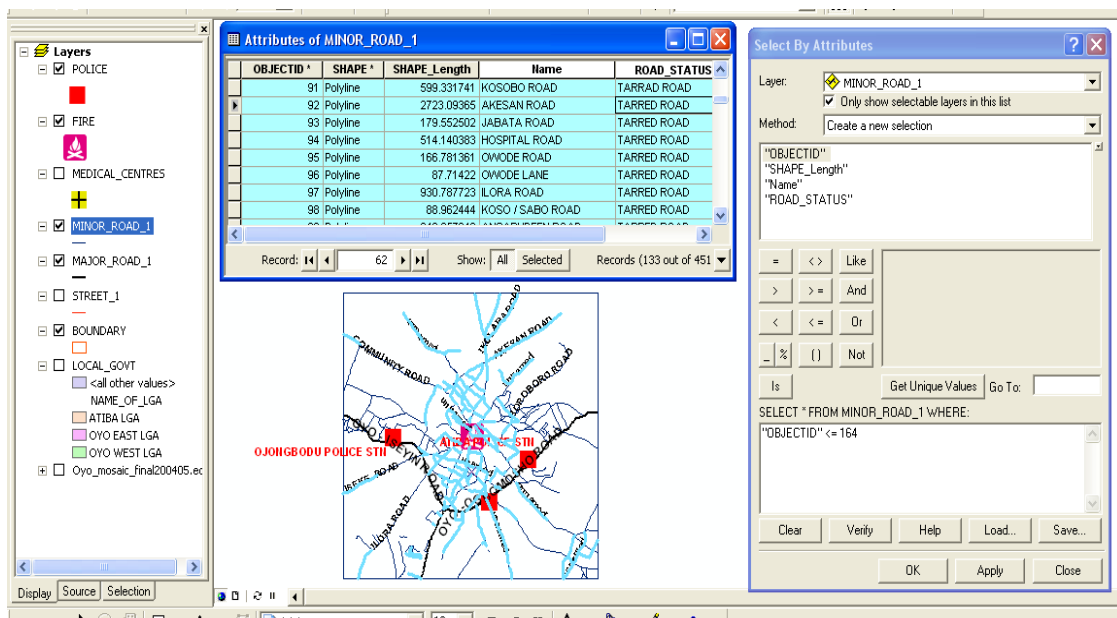 Layers
POLICE
FIRE
MEDICAL_CENTRES
MINOR_ROAD_1
MAJOR_ROAD_1
STREET_1
BOUNDARY
LOCAL_GOVT
<all other values>
NAME_OF_LGA
ATIBA LGA
OYO EAST LGA
OYO WEST LGA
Oyo_mosaic_final200405.ec
Display Source Selection
Attributes of MINOR_ROAD_1
OBJECTID * SHAPE * SHAPE_Length Name ROAD_STATUS
91 Polyline 599.331741 KOSOBO ROAD TARRAD ROAD
92 Polyline 2723.09365 AKESAN ROAD TARRED ROAD
93 Polyline 179.552502 JABATA ROAD TARRED ROAD
94 Polyline 514.140383 HOSPITAL ROAD TARRED ROAD
95 Polyline 166.781361 OWODE ROAD TARRED ROAD
96 Polyline 87.71422 OWODE LANE TARRED ROAD
97 Polyline 930.787723 ILORA ROAD TARRED ROAD
98 Polyline 88.962444 KOSO / SABO ROAD TARRED ROAD
Record: 62 Show: All Selected Records (133 out of 451
AKESAN ROAD
COMMUNITY ROAD
OJONGBODU POLICE STN
OYO-ISEYIN ROAD
ILORA ROAD
Select By Attributes
Layer: MINOR_ROAD_1
Only show selectable layers in this list
Method: Create a new selection
"OBJECTID"
"SHAPE_Length"
"Name"
"ROAD_STATUS"
= < > Like
> > = And
< < = Or
_ % () Not
Is Get Unique Values Go To:
SELECT * FROM MINOR_ROAD_1 WHERE:
"OBJECTID" <= 164
Clear Verify Help Load... Save...
OK Apply Close